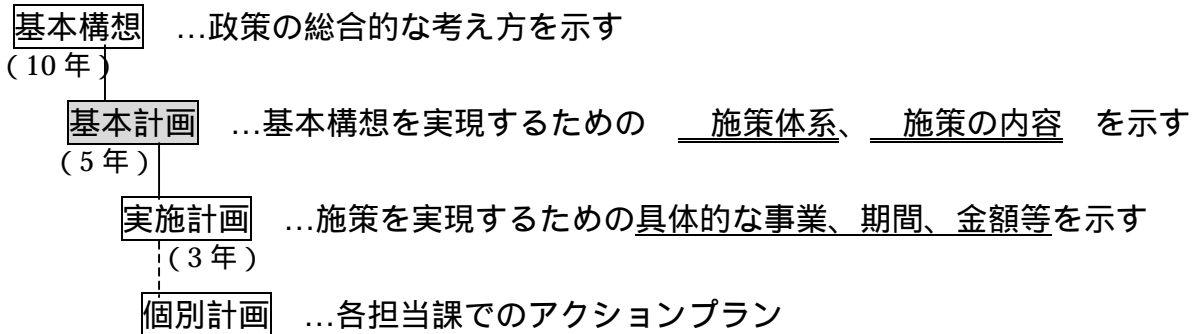 基本構想　…政策の総合的な考え方を示す
(10年)
基本計画　…基本構想を実現するための　施策体系、　施策の内容　を示す
(5年)
実施計画　…施策を実現するための具体的な事業、期間、金額等を示す
(3年)
個別計画　…各担当課でのアクションプラン